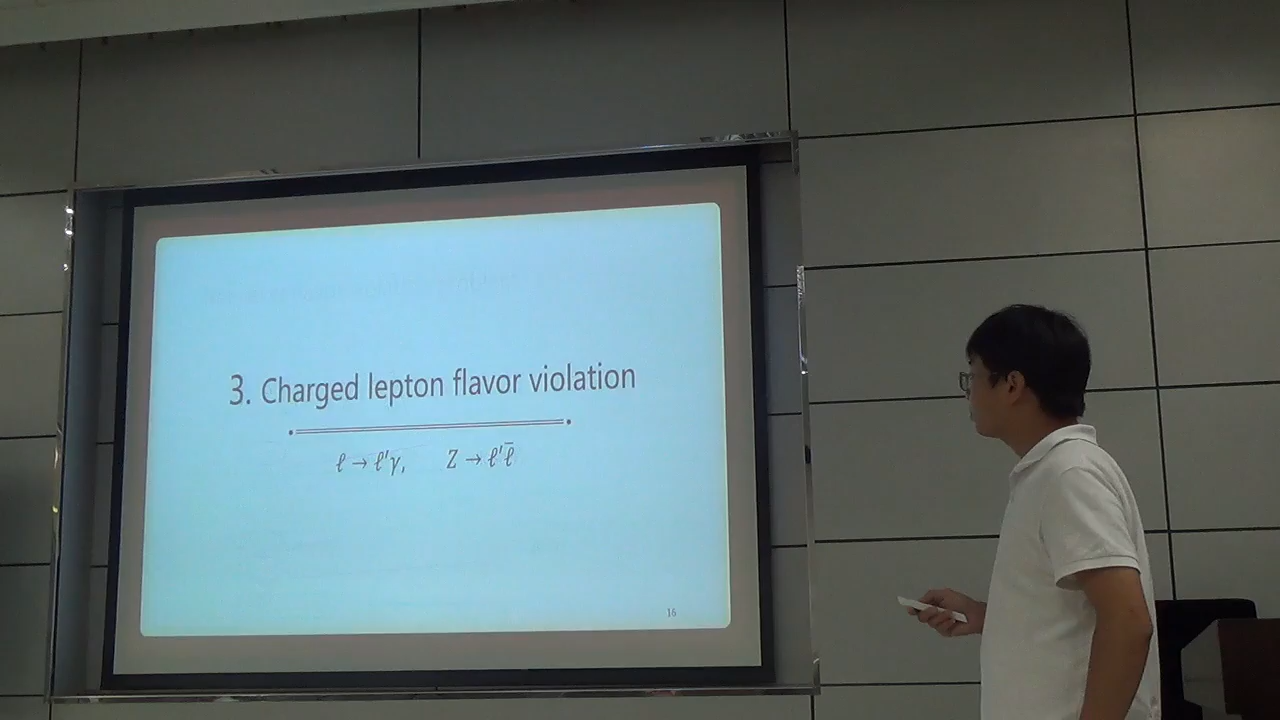 3. Charged lepton flavor violation
ℓ → ℓ′γ, Z → ℓ′ℓ̅
16